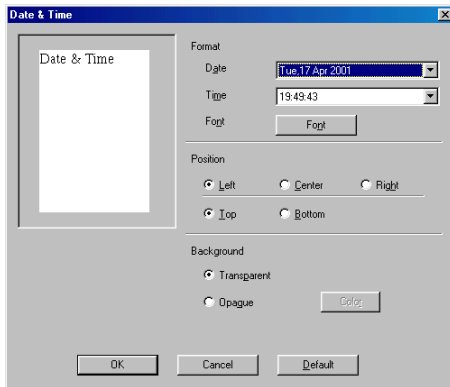 Date & Time
Date & Time
Format
Date Tue,17 Apr 2001
Time 19:49:43
Font Font
Position
Left Center Right
Top Bottom
Background
Transparent
Opague Color
OK Cancel Default